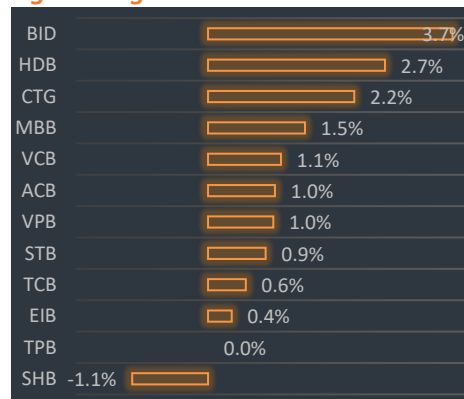 BID 3.7%
HDB 2.7%
CTG 2.2%
MBB 1.5%
VCB 1.1%
ACB 1.0%
VPB 1.0%
STB 0.9%
TCB 0.6%
EIB 0.4%
TPB 0.0%
SHB -1.1%